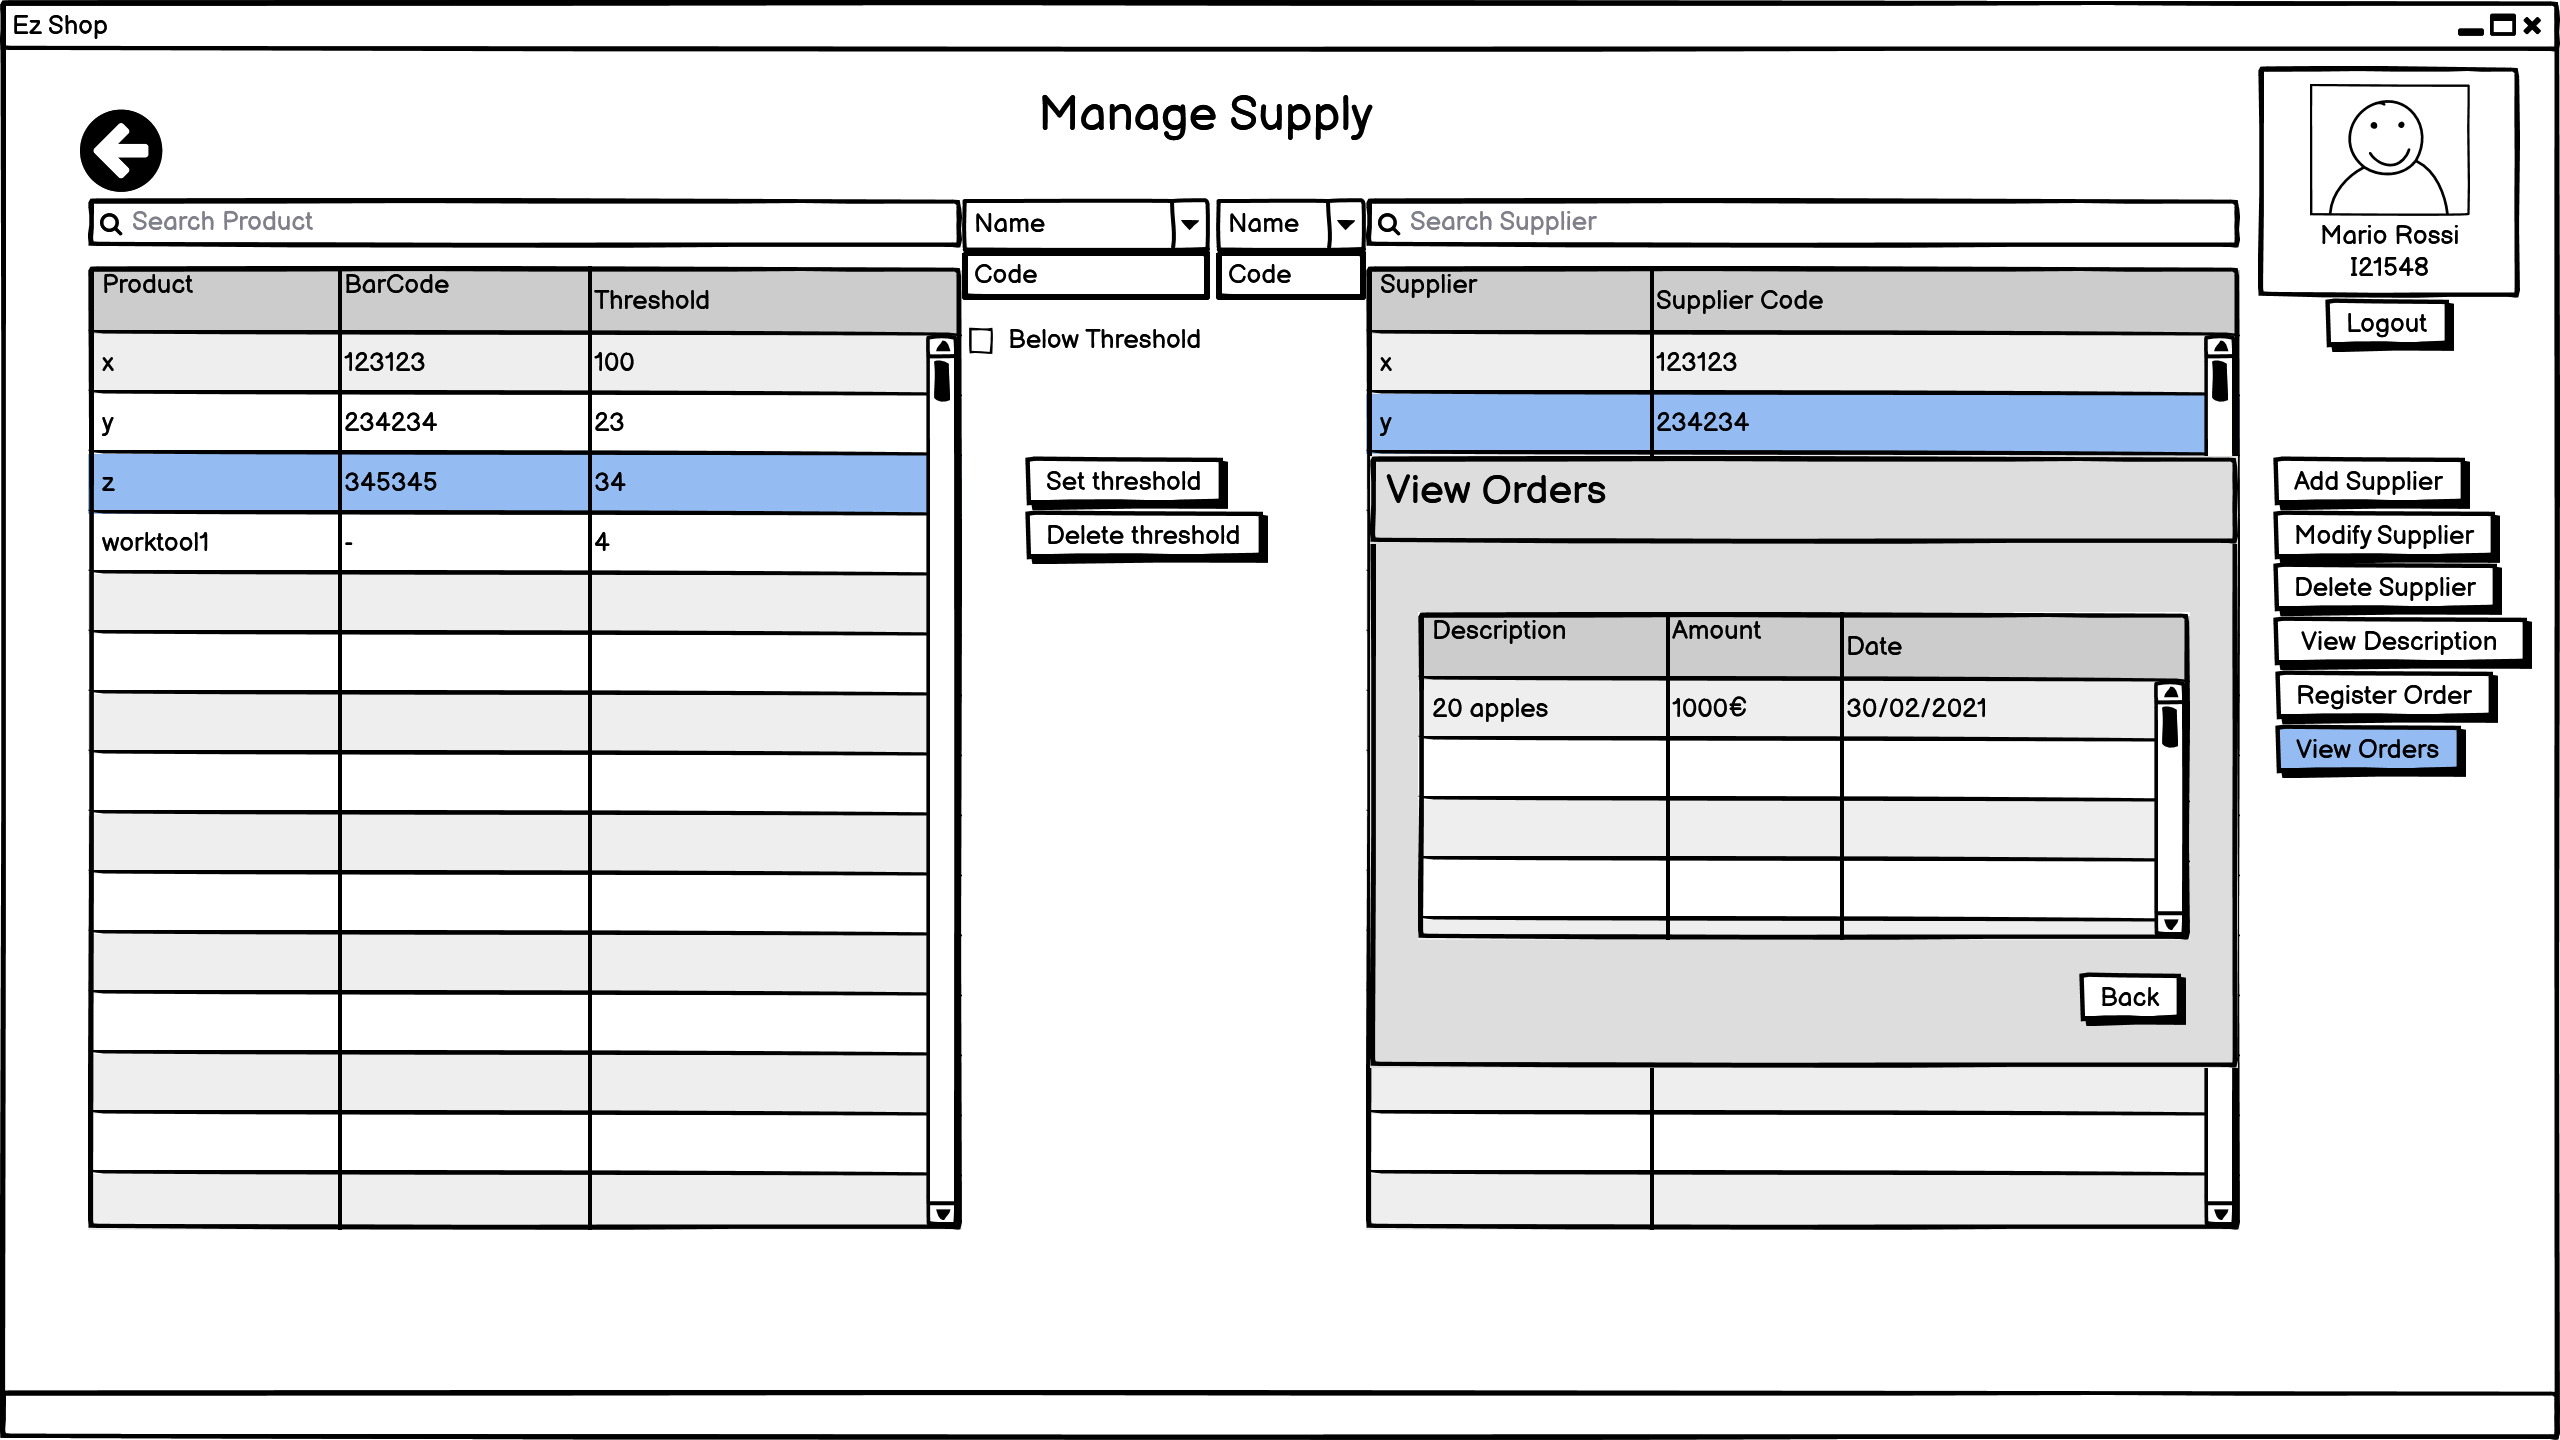 Ez Shop
Manage Supply
Mario Rossi
I21548
Logout
Search Product
Name
Code
Name
Code
Search Supplier
Below Threshold
Product BarCode Threshold
x 123123 100
y 234234 23
z 345345 34
worktool1 - 4
Set threshold
Delete threshold
Supplier Supplier Code
x 123123
y 234234
View Orders
Description Amount Date
20 apples 1000€ 30/02/2021
Back
Add Supplier
Modify Supplier
Delete Supplier
View Description
Register Order
View Orders